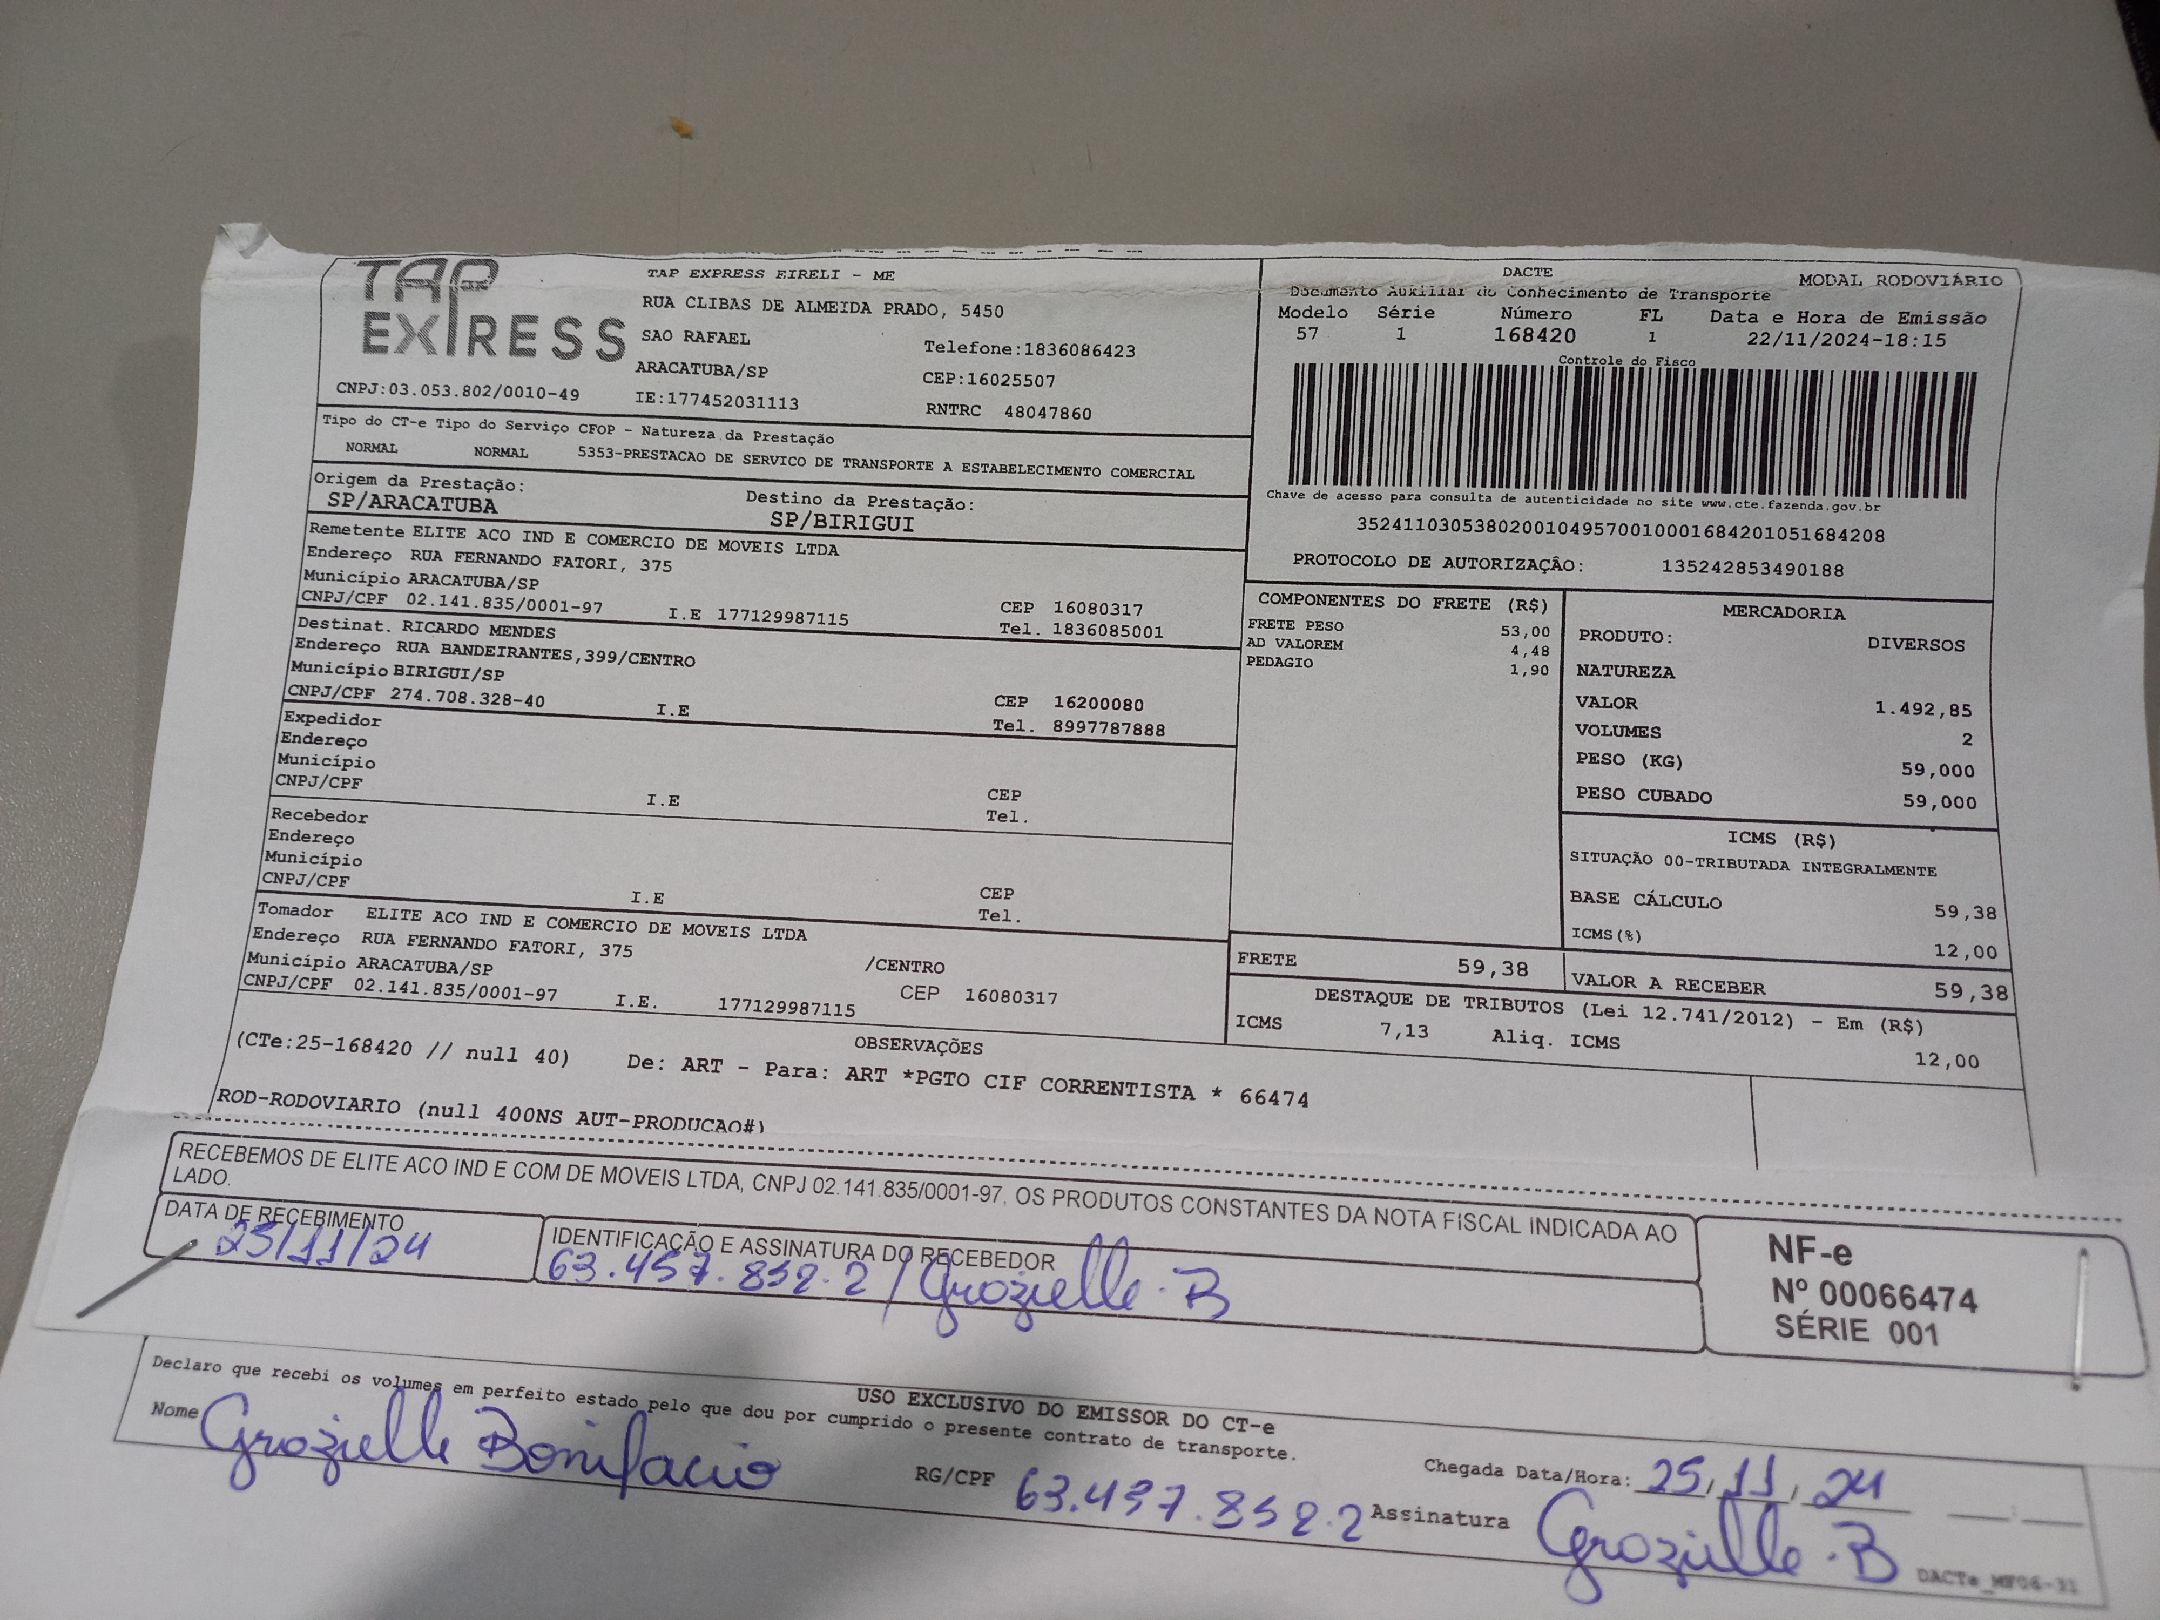 TAP EXPRESS
TAP EXPRESS EIRELI - ME
RUA CLIBAS DE ALMEIDA PRADO, 5450
SAO RAFAEL
Telefone:1836086423
ARACATUBA/SP
CEP:16025507
CNPJ:03.053.802/0010-49
IE:177452031113
RNTRC 48047860
DACTE
MODAL RODOVIÁRIO
Documento Auxiliar do Conhecimento de Transporte
Modelo Série Número FL Data e Hora de Emissão
57 1 168420 1 22/11/2024-18:15
Controle do Fisco
Chave de acesso para consulta de autenticidade no site www.cte.fazenda.gov.br
35241103053802001049570010001684201051684208
PROTOCOLO DE AUTORIZAÇÂO: 135242853490188
Tipo do CT-e Tipo do Serviço CFOP - Natureza da Prestação
NORMAL NORMAL 5353-PRESTACAO DE SERVICO DE TRANSPORTE A ESTABELECIMENTO COMERCIAL
Origem da Prestação: Destino da Prestação:
SP/ARACATUBA SP/BIRIGUI
Remetente ELITE ACO IND E COMERCIO DE MOVEIS LTDA
Endereço RUA FERNANDO FATORI, 375
Município ARACATUBA/SP CEP 16080317
CNPJ/CPF 02.141.835/0001-97 I.E 177129987115 Tel. 1836085001
Destinat. RICARDO MENDES
Endereço RUA BANDEIRANTES,399/CENTRO
Município BIRIGUI/SP CEP 16200080
CNPJ/CPF 274.708.328-40 I.E Tel. 8997787888
Expedidor
Endereço
Município CEP
CNPJ/CPF I.E Tel.
Recebedor
Endereço
Município CEP
CNPJ/CPF I.E Tel.
Tomador ELITE ACO IND E COMERCIO DE MOVEIS LTDA
Endereço RUA FERNANDO FATORI, 375 /CENTRO
Município ARACATUBA/SP CEP 16080317
CNPJ/CPF 02.141.835/0001-97 I.E. 177129987115
COMPONENTES DO FRETE (R$)
FRETE PESO 53,00
AD VALOREM 4,48
PEDAGIO 1,90
MERCADORIA
PRODUTO: DIVERSOS
NATUREZA
VALOR 1.492,85
VOLUMES 2
PESO (KG) 59,000
PESO CUBADO 59,000
ICMS (R$)
SITUAÇÃO 00-TRIBUTADA INTEGRALMENTE
BASE CÁLCULO 59,38
ICMS(%) 12,00
FRETE 59,38
VALOR A RECEBER 59,38
DESTAQUE DE TRIBUTOS (Lei 12.741/2012) - Em (R$)
ICMS 7,13 Aliq. ICMS 12,00
OBSERVAÇÕES
(CTe:25-168420 // null 40) De: ART - Para: ART *PGTO CIF CORRENTISTA * 66474
ROD-RODOVIARIO (null 400NS AUT-PRODUCAO#)
RECEBEMOS DE ELITE ACO IND E COM DE MOVEIS LTDA, CNPJ 02.141.835/0001-97, OS PRODUTOS CONSTANTES DA NOTA FISCAL INDICADA AO
LADO.
DATA DE RECEBIMENTO
25/11/24
IDENTIFICAÇÃO E ASSINATURA DO RECEBEDOR
63.457.852.2 / Grozielle.B
NF-e
Nº 00066474
SÉRIE 001
USO EXCLUSIVO DO EMISSOR DO CT-e
Declaro que recebi os volumes em perfeito estado pelo que dou por cumprido o presente contrato de transporte.
Nome Grozielle Bonifacio
RG/CPF 63.457.852.2
Chegada Data/Hora: 25/11/24
Assinatura Grozielle.B